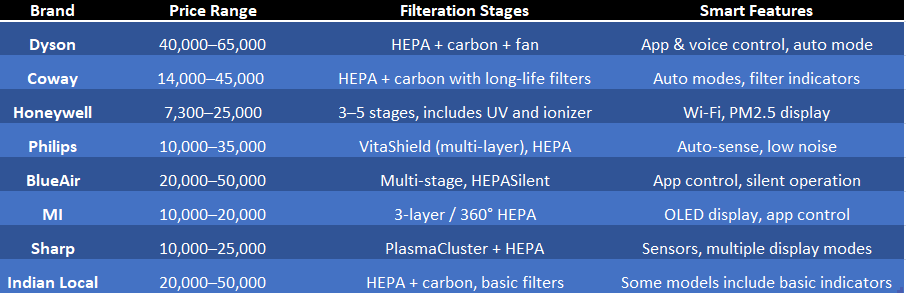 Brand Price Range Filteration Stages Smart Features
Dyson 40,000–65,000 HEPA + carbon + fan App & voice control, auto mode
Coway 14,000–45,000 HEPA + carbon with long-life filters Auto modes, filter indicators
Honeywell 7,300–25,000 3–5 stages, includes UV and ionizer Wi-Fi, PM2.5 display
Philips 10,000–35,000 VitaShield (multi-layer), HEPA Auto-sense, low noise
BlueAir 20,000–50,000 Multi-stage, HEPASilent App control, silent operation
MI 10,000–20,000 3-layer / 360° HEPA OLED display, app control
Sharp 10,000–25,000 PlasmaCluster + HEPA Sensors, multiple display modes
Indian Local 20,000–50,000 HEPA + carbon, basic filters Some models include basic indicators